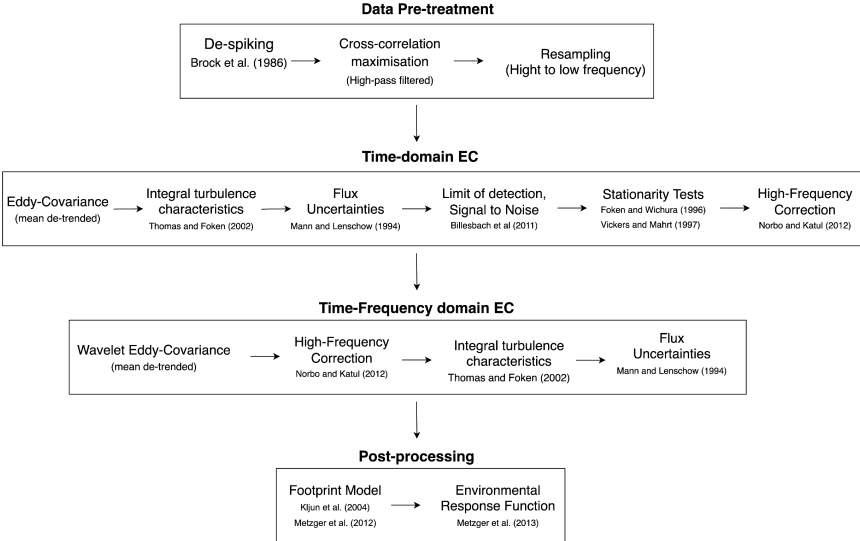 Data Pre-treatment
De-spiking
Brock et al. (1986)
Cross-correlation
maximisation
(High-pass filtered)
Resampling
(Hight to low frequency)
Time-domain EC
Eddy-Covariance
(mean de-trended)
Integral turbulence
characteristics
Thomas and Foken (2002)
Flux
Uncertainties
Mann and Lenschow (1994)
Limit of detection,
Signal to Noise
Billesbach et al (2011)
Stationarity Tests
Foken and Wichura (1996)
Vickers and Mahrt (1997)
High-Frequency
Correction
Norbo and Katul (2012)
Time-Frequency domain EC
Wavelet Eddy-Covariance
(mean de-trended)
High-Frequency
Correction
Norbo and Katul (2012)
Integral turbulence
characteristics
Thomas and Foken (2002)
Flux
Uncertainties
Mann and Lenschow (1994)
Post-processing
Footprint Model
Kljun et al. (2004)
Metzger et al. (2012)
Environmental
Response Function
Metzger et al. (2013)